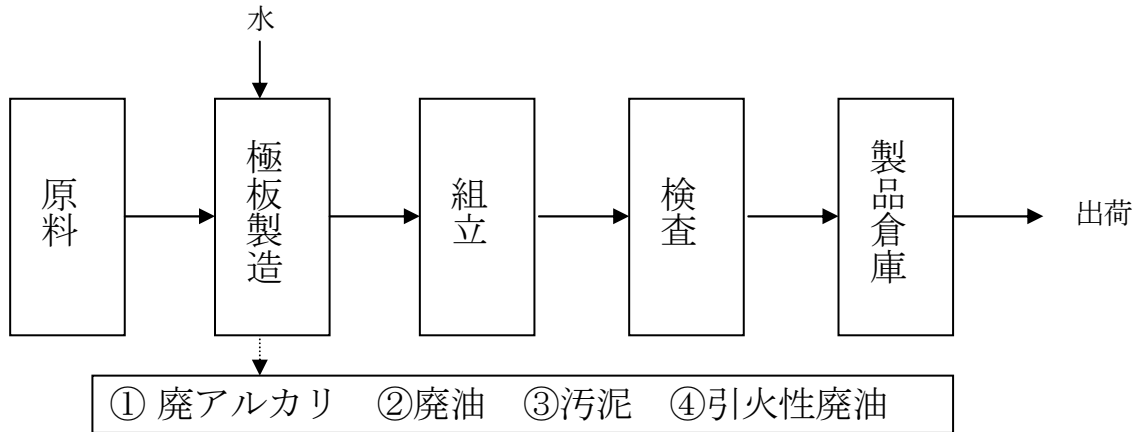 水
原料
極板製造
組立
検査
製品倉庫
出荷
① 廃アルカリ ②廃油 ③汚泥 ④引火性廃油